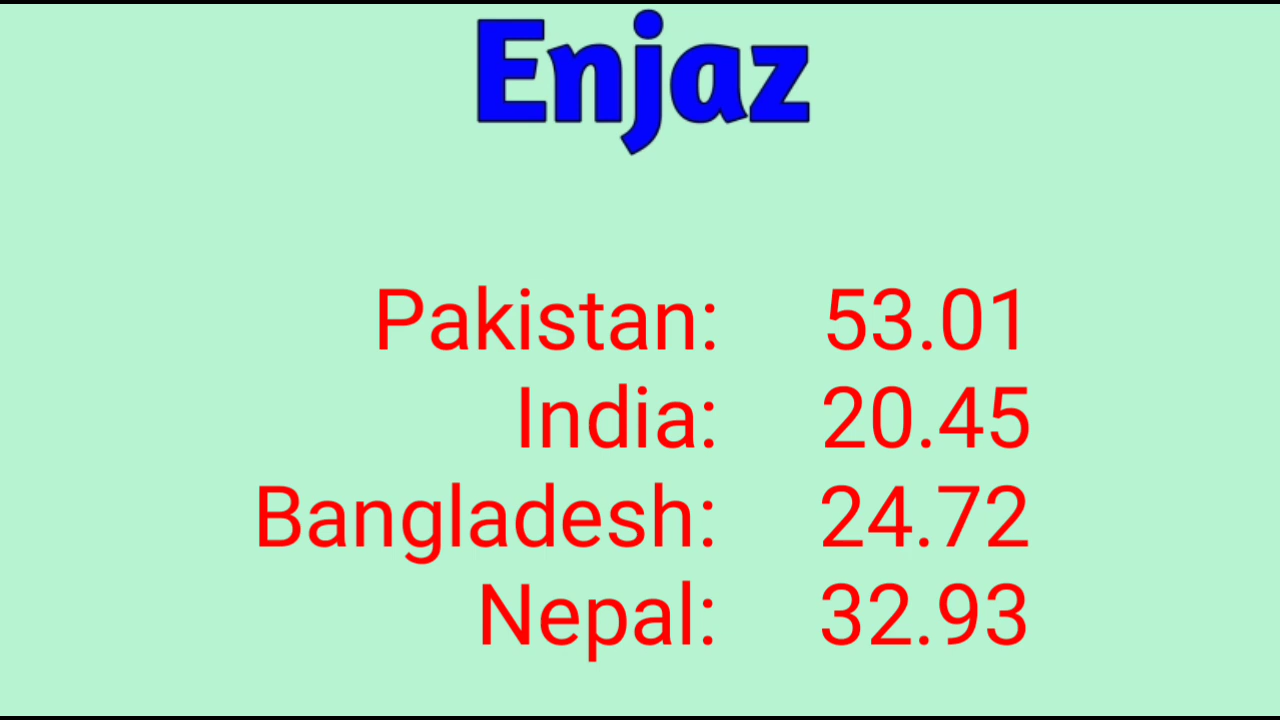 Enjaz
Pakistan: 53.01
India: 20.45
Bangladesh: 24.72
Nepal: 32.93